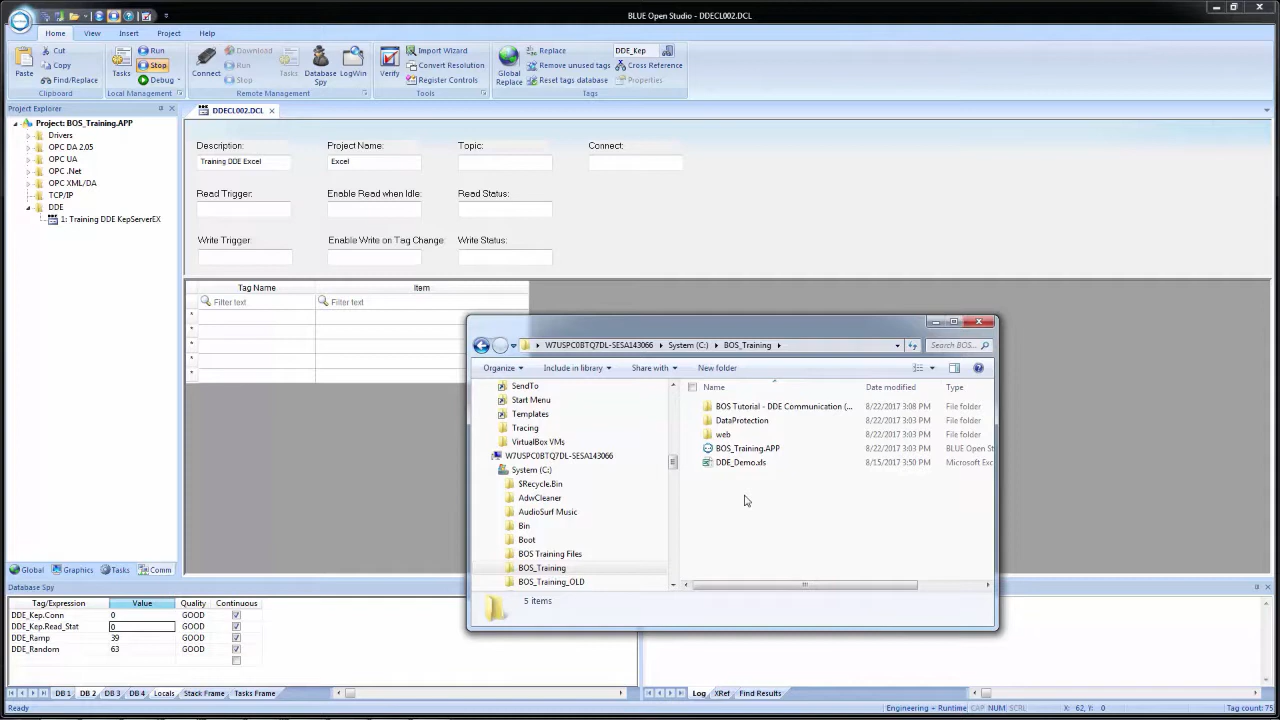 BLUE Open Studio - DDECL002.DCL
Home View Insert Project Help
Paste
Cut
Copy
Find/Replace
Clipboard
Tasks
Run
Stop
Debug
Local Management
Connect
Download
Run
Stop
Tasks
Database Spy
LogWin
Remote Management
Verify
Import Wizard
Convert Resolution
Register Controls
Tools
Global Replace
Replace
Remove unused tags
Reset tags database
DDE_Kep
Cross Reference
Properties
Tags
Project Explorer
Project: BOS_Training.APP
Drivers
OPC DA 2.05
OPC UA
OPC .Net
OPC XML/DA
TCP/IP
DDE
1: Training DDE KepServerEX
Global Graphics Tasks Comm
DDECL002.DCL
Description: Project Name: Topic: Connect:
Training DDE Excel Excel
Read Trigger: Enable Read when Idle: Read Status:
Write Trigger: Enable Write on Tag Change: Write Status:
Tag Name Item
Filter text Filter text
W7USPC0BTQ7DL-SESA143066 System (C:) BOS_Training
Search BOS...
Organize Include in library Share with New folder
SendTo
Start Menu
Templates
Tracing
VirtualBox VMs
W7USPC0BTQ7DL-SESA143066
System (C:)
$Recycle.Bin
AdwCleaner
AudioSurf Music
Bin
Boot
BOS Training Files
BOS_Training
BOS_Training_OLD
Name Date modified Type
BOS Tutorial - DDE Communication (... 8/22/2017 3:08 PM File folder
DataProtection 8/22/2017 3:03 PM File folder
web 8/22/2017 3:03 PM File folder
BOS_Training.APP 8/22/2017 3:03 PM BLUE Open St
DDE_Demo.xls 8/15/2017 3:50 PM Microsoft Exc
5 items
Database Spy
Tag/Expression Value Quality Continuous
DDE_Kep.Conn 0 GOOD
DDE_Kep.Read_Stat 0 GOOD
DDE_Ramp 39 GOOD
DDE_Random 63 GOOD
DB 1 DB 2 DB 3 DB 4 Locals Stack Frame Tasks Frame
Log XRef Find Results
Ready
Engineering + Runtime CAP NUM SCRL X: 62, Y: 0 Tag count: 75